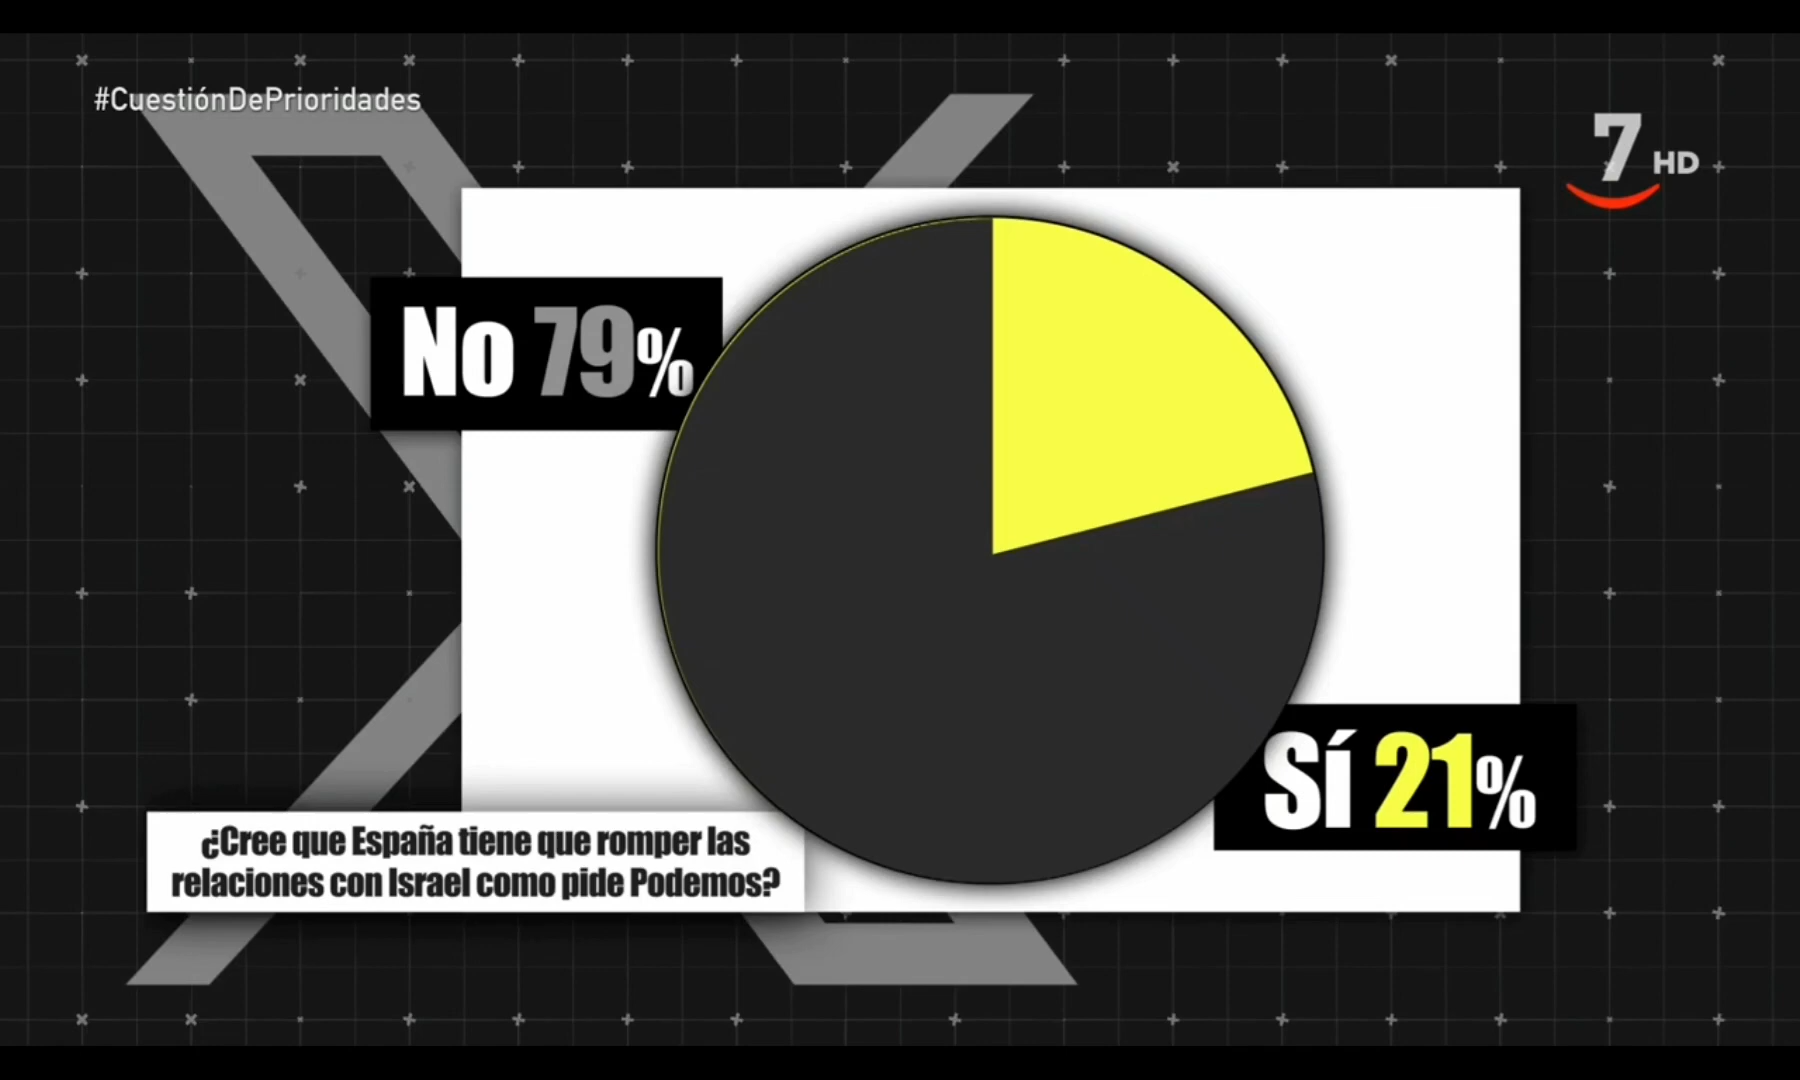 #CuestiónDePrioridades
7 HD
No 79%
Sí 21%
¿Cree que España tiene que romper las
relaciones con Israel como pide Podemos?